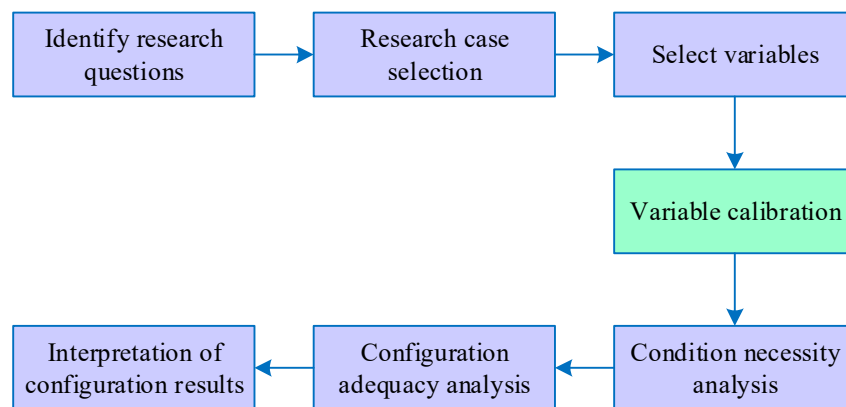 Identify research
questions
Research case
selection
Select variables
Variable calibration
Condition necessity
analysis
Configuration
adequacy analysis
Interpretation of
configuration results